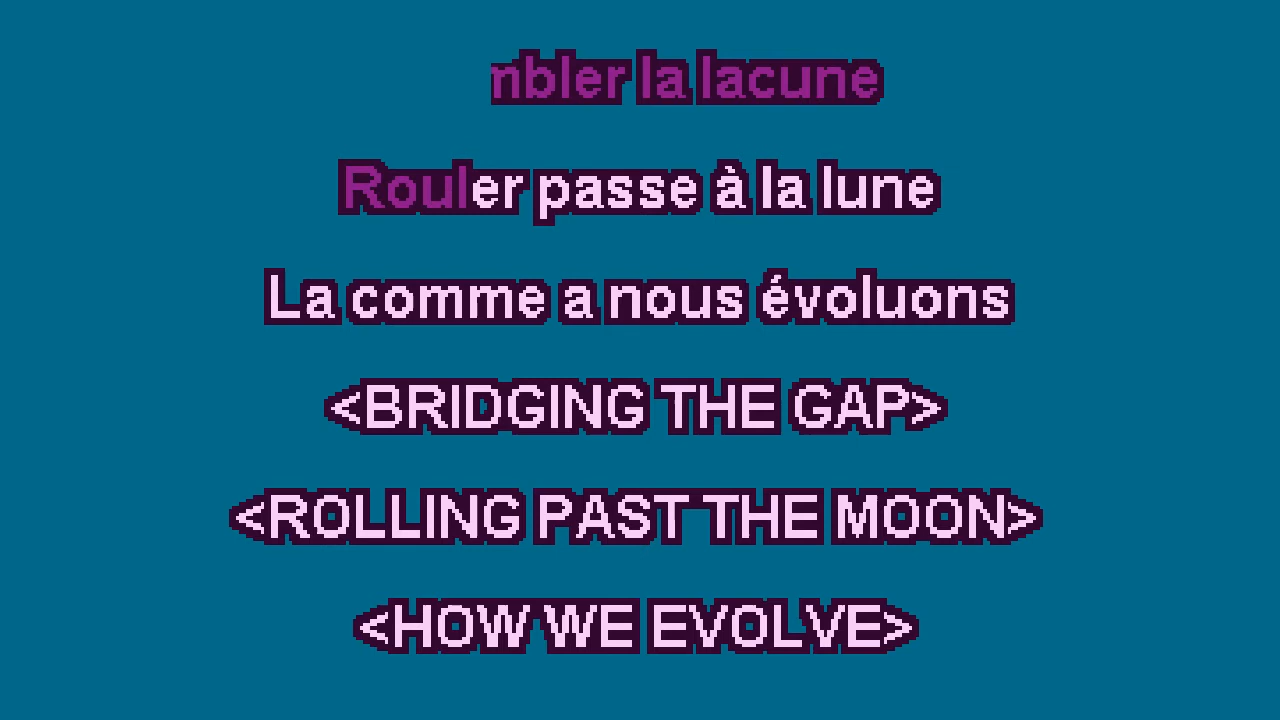 nbler la lacune
Rouler passe à la lune
La comme a nous évoluons
<BRIDGING THE GAP>
<ROLLING PAST THE MOON>
<HOW WE EVOLVE>